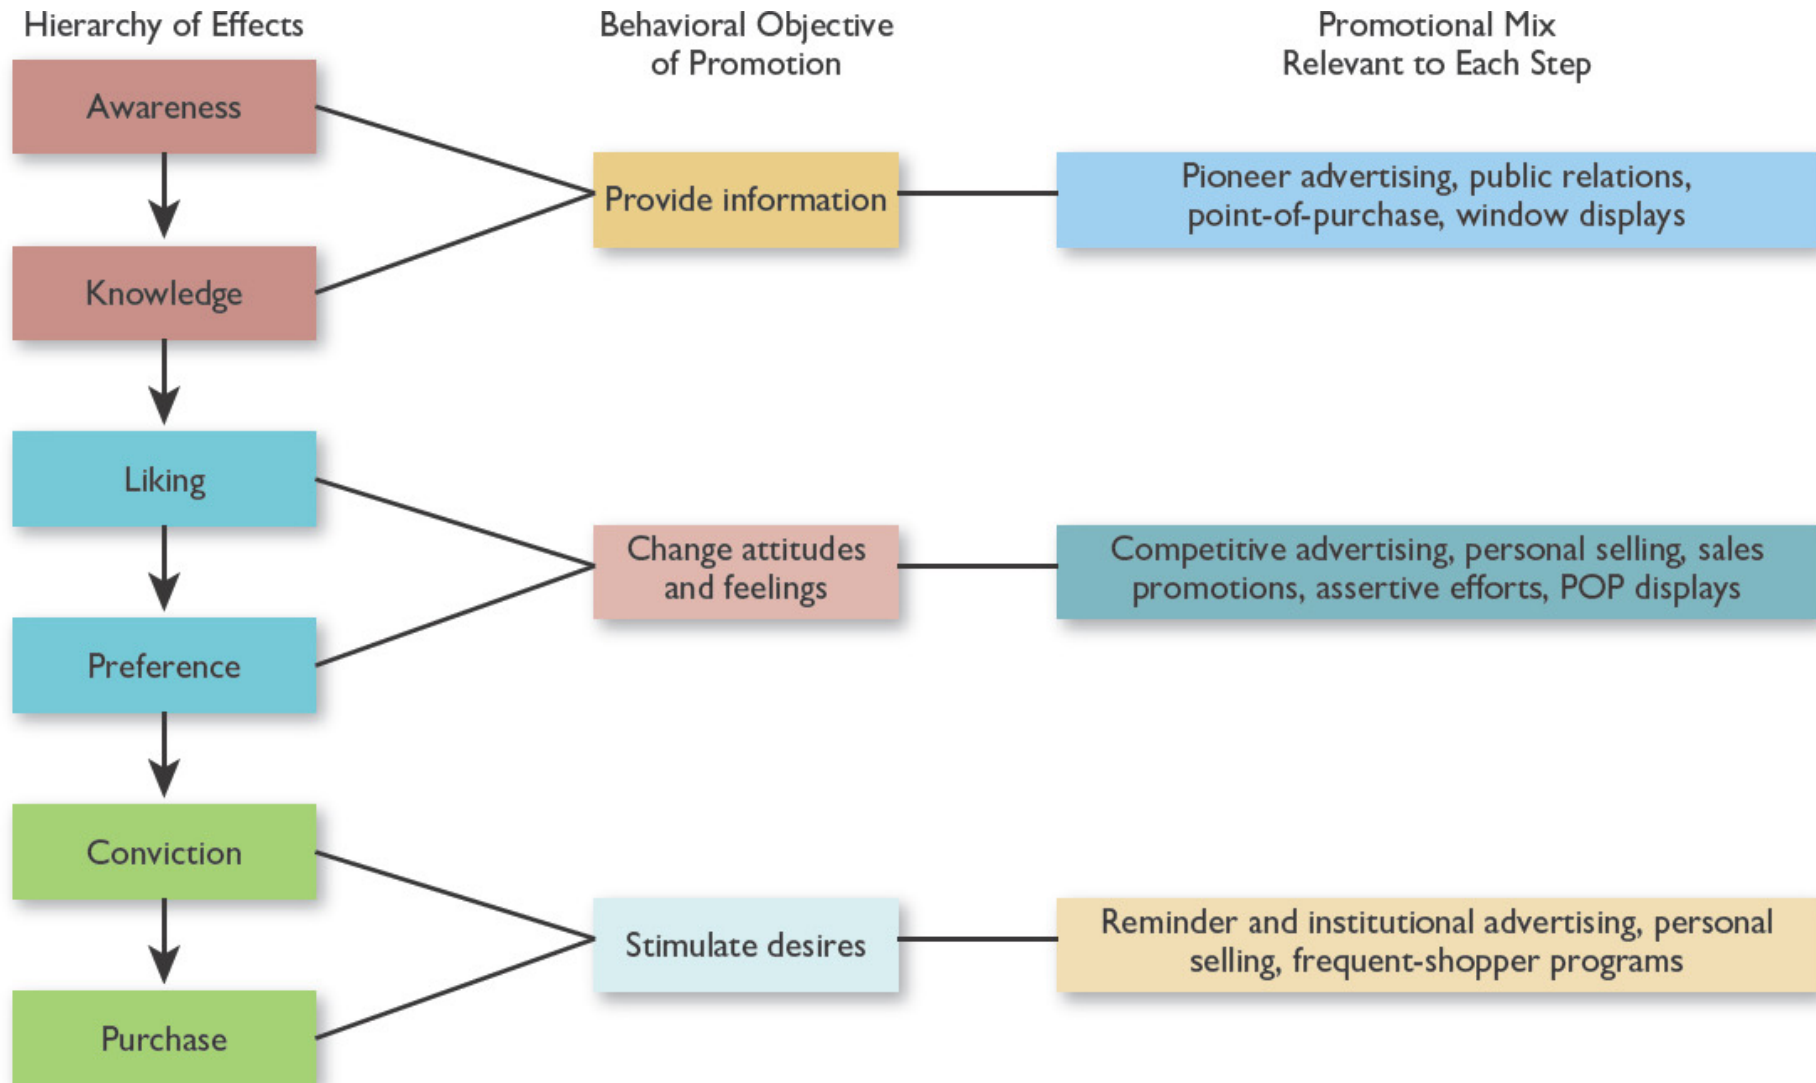 Hierarchy of Effects
Behavioral Objective
of Promotion
Promotional Mix
Relevant to Each Step
Awareness
Knowledge
Provide information
Pioneer advertising, public relations,
point-of-purchase, window displays
Liking
Preference
Change attitudes
and feelings
Competitive advertising, personal selling, sales
promotions, assertive efforts, POP displays
Conviction
Purchase
Stimulate desires
Reminder and institutional advertising, personal
selling, frequent-shopper programs